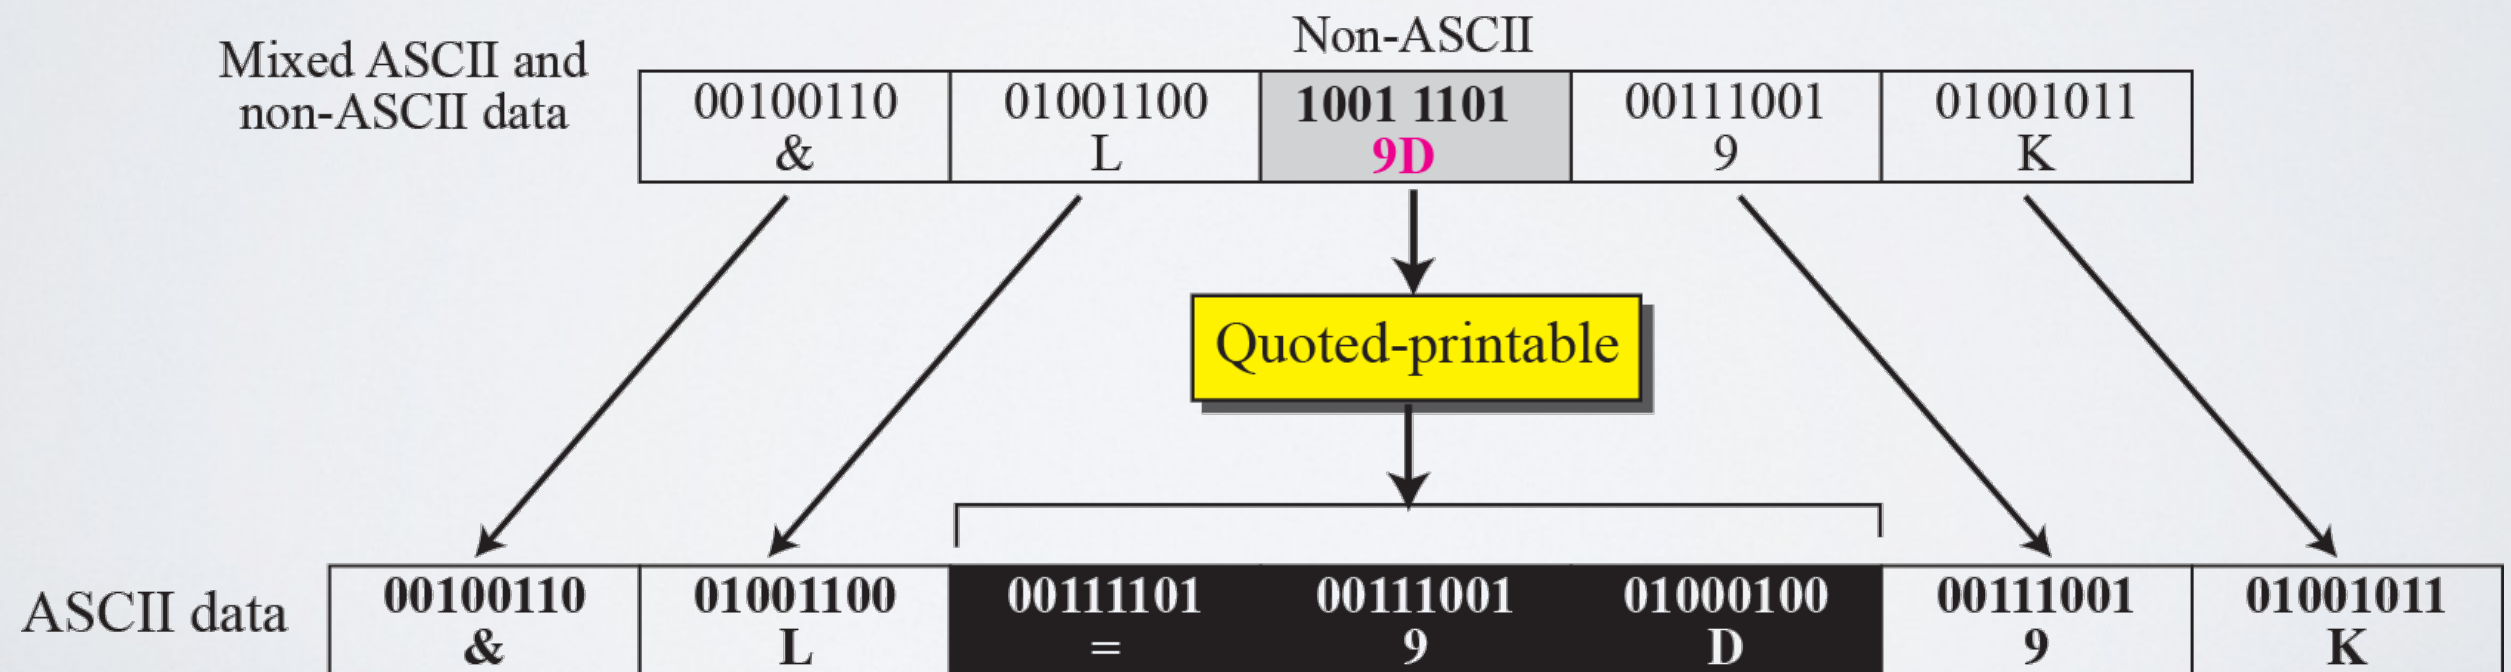 Non-ASCII
Mixed ASCII and
non-ASCII data
00100110 01001100 1001 1101 00111001 01001011
& L 9D 9 K
Quoted-printable
ASCII data
00100110 01001100 00111101 00111001 01000100 00111001 01001011
& L = 9 D 9 K